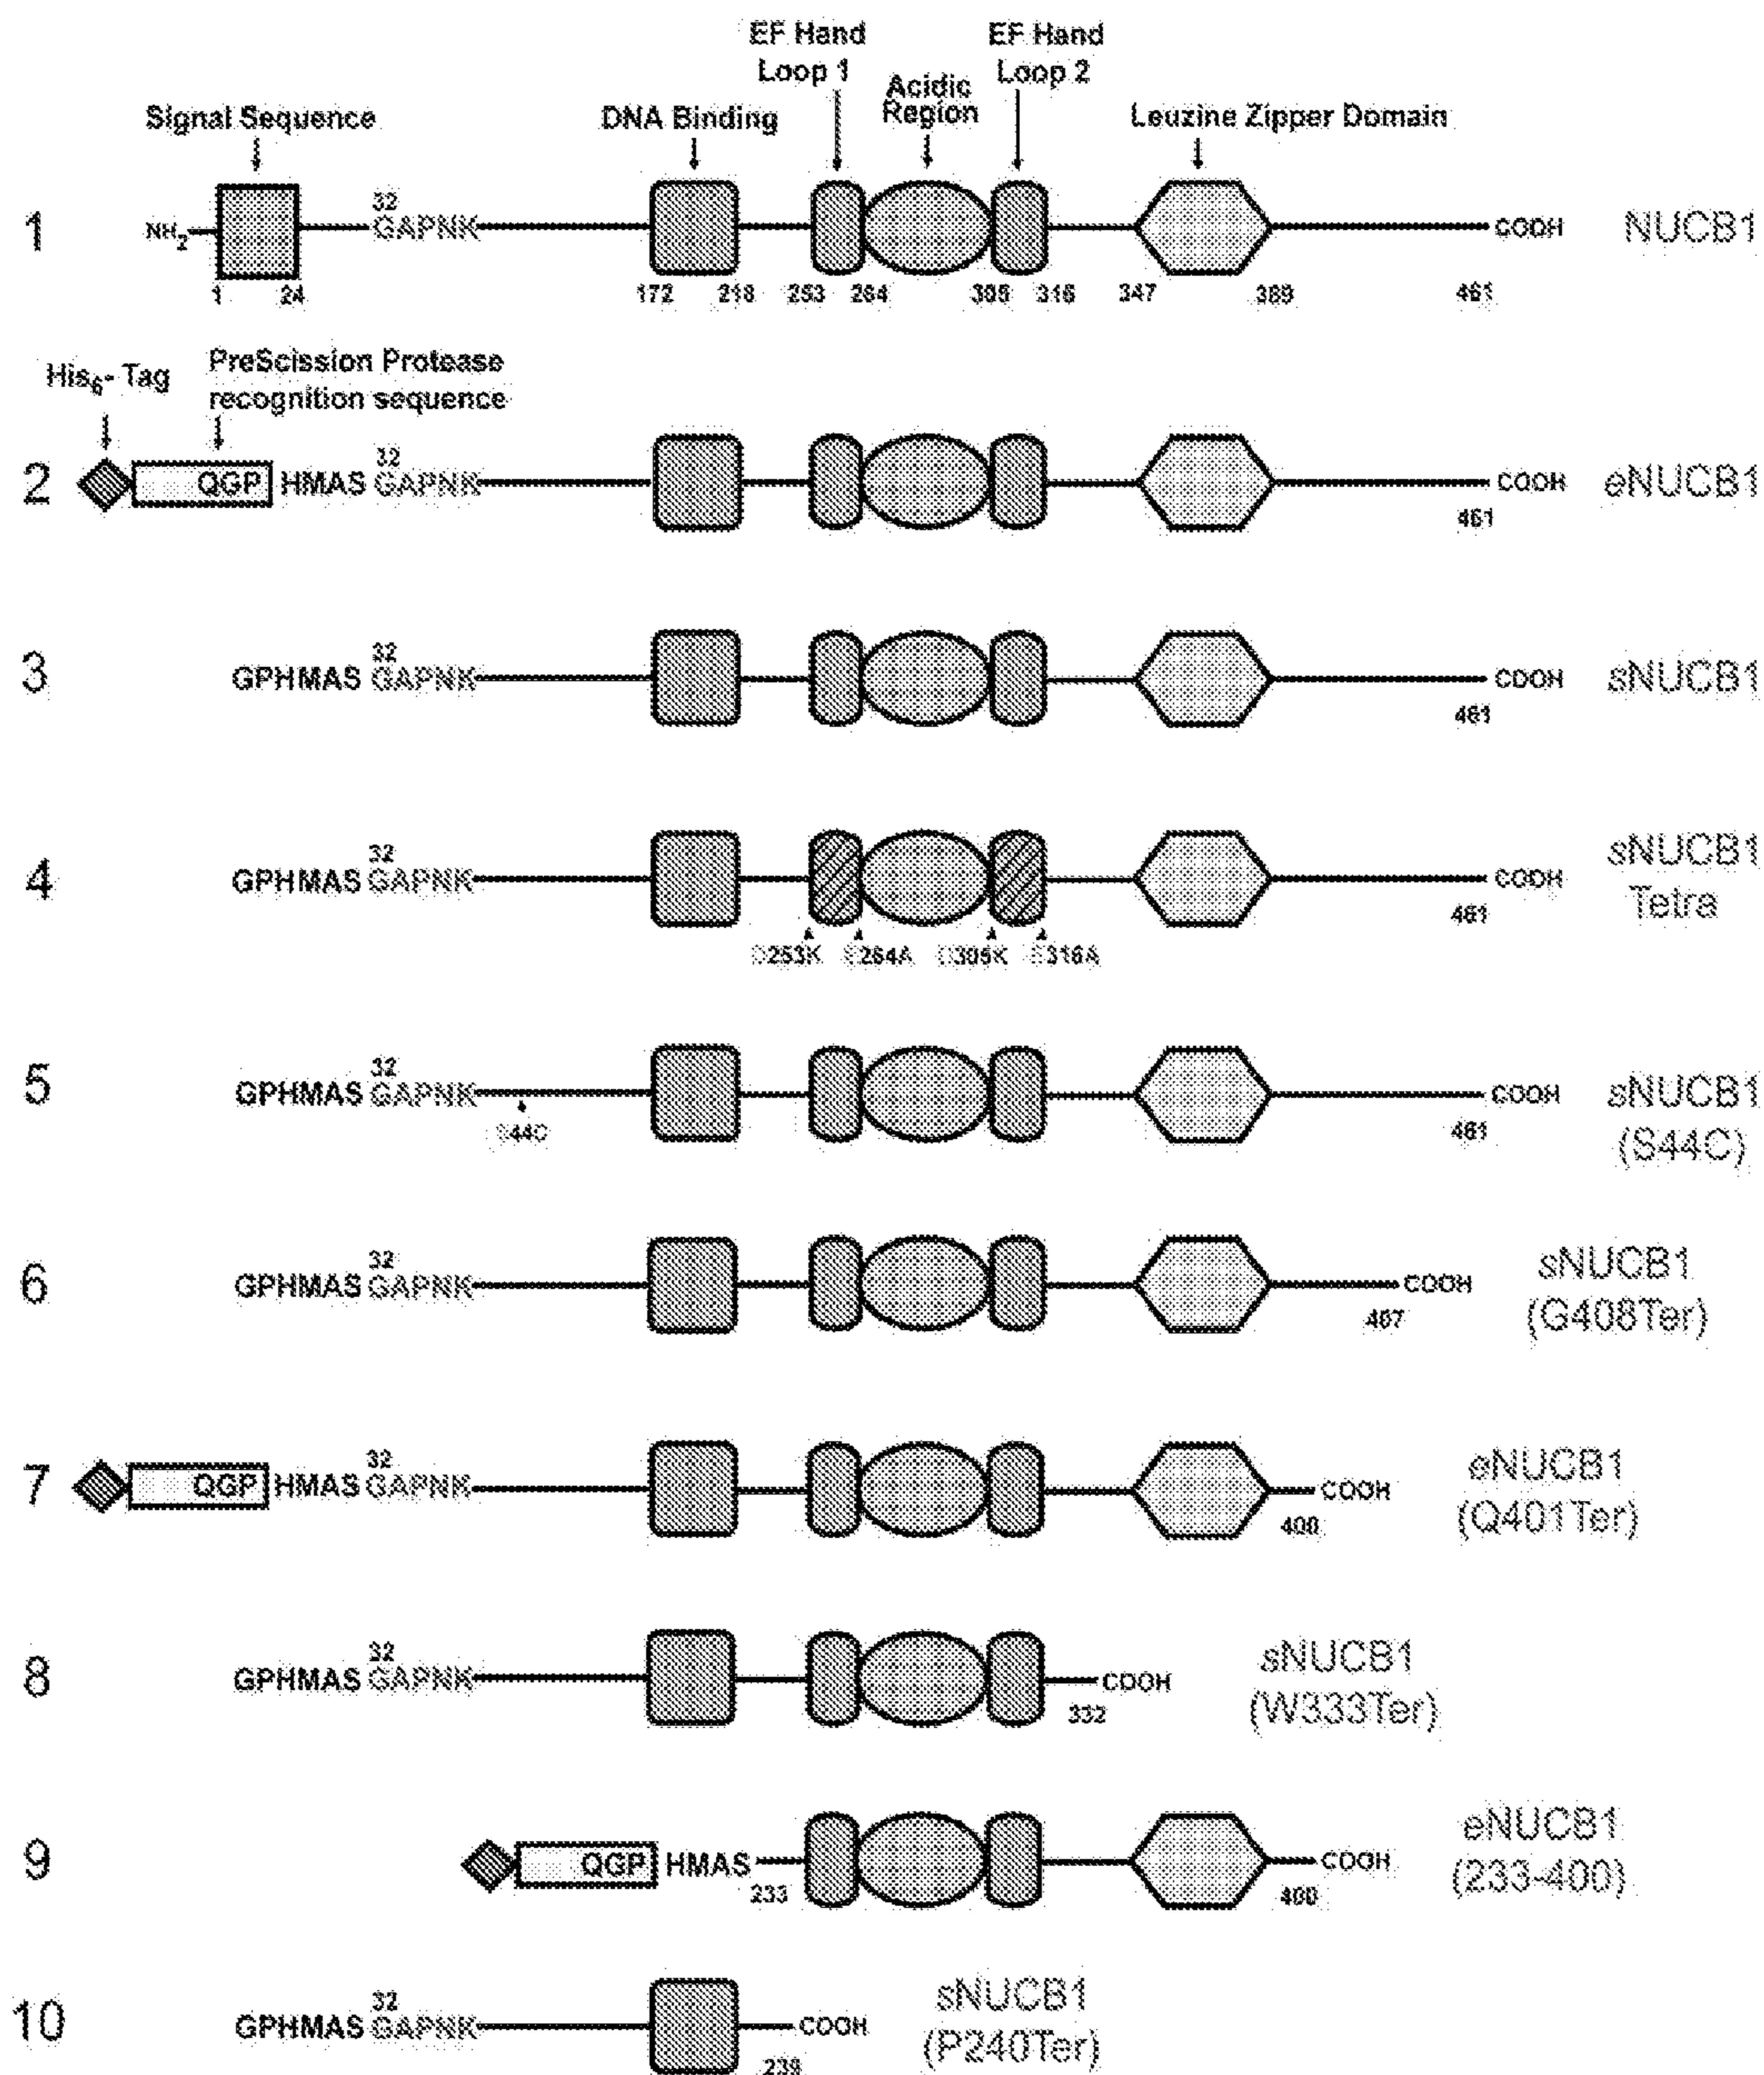 EF Hand
Loop 1
EF Hand
Loop 2
Acidic
Region
Signal Sequence
DNA Binding
Leuzine Zipper Domain
1 NH2 32 GAPNK COOH NUCB1
1 24 172 218 253 264 305 316 347 389 461
His6- Tag
PreScission Protease
recognition sequence
2 QGP HMAS 32 GAPNK COOH eNUCB1
461
3 GPHMAS 32 GAPNK COOH sNUCB1
461
4 GPHMAS 32 GAPNK COOH sNUCB1
Tetra
461
D253K E264A D305K E316A
5 GPHMAS 32 GAPNK COOH sNUCB1
(S44C)
S44C 461
6 GPHMAS 32 GAPNK COOH sNUCB1
(G408Ter)
407
7 QGP HMAS 32 GAPNK COOH eNUCB1
(Q401Ter)
400
8 GPHMAS 32 GAPNK COOH sNUCB1
(W333Ter)
332
9 QGP HMAS COOH eNUCB1
(233-400)
233 400
10 GPHMAS 32 GAPNK COOH sNUCB1
(P240Ter)
239